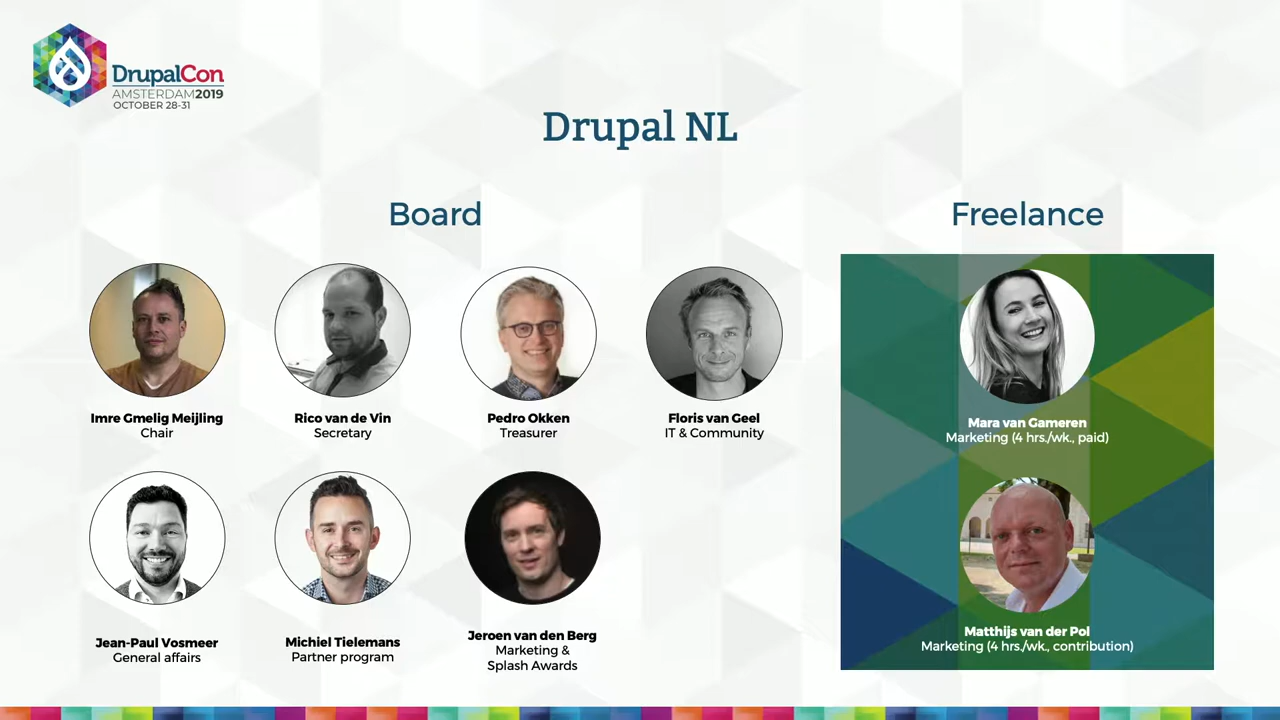 DrupalCon
AMSTERDAM2019
OCTOBER 28-31
Drupal NL
Board
Freelance
Imre Gmelig Meijling
Chair
Rico van de Vin
Secretary
Pedro Okken
Treasurer
Floris van Geel
IT & Community
Mara van Gameren
Marketing (4 hrs./wk., paid)
Jean-Paul Vosmeer
General affairs
Michiel Tielemans
Partner program
Jeroen van den Berg
Marketing &
Splash Awards
Matthijs van der Pol
Marketing (4 hrs./wk., contribution)